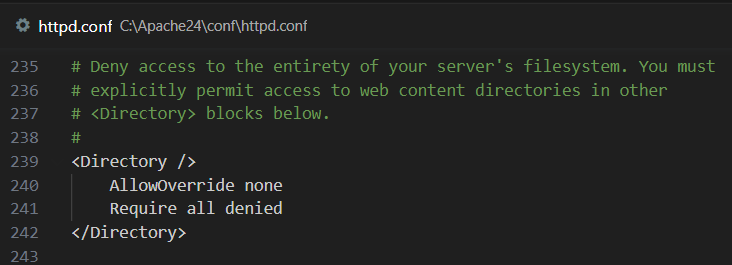 httpd.conf C:\Apache24\conf\httpd.conf
235 # Deny access to the entirety of your server's filesystem. You must
236 # explicitly permit access to web content directories in other
237 # <Directory> blocks below.
238 #
239 <Directory />
240     AllowOverride none
241     Require all denied
242 </Directory>
243